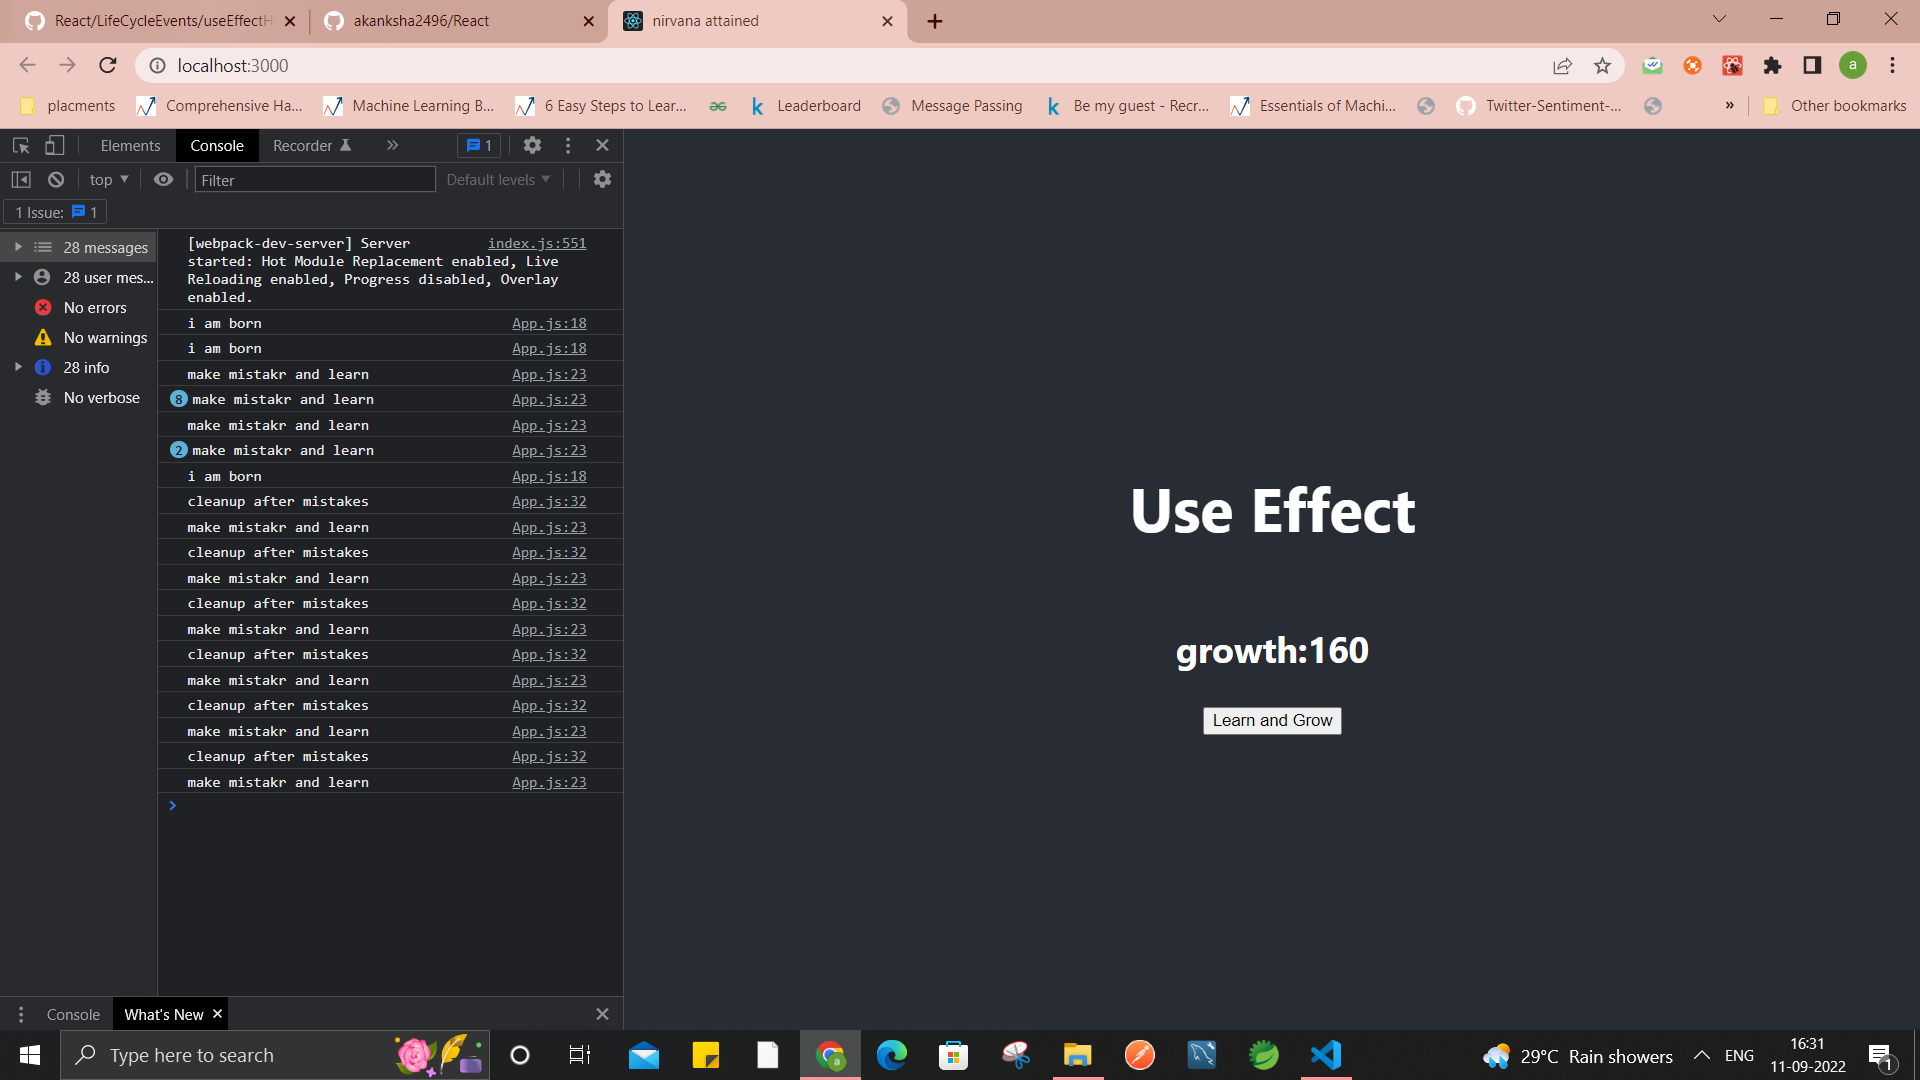 React/LifeCycleEvents/useEffectH
akanksha2496/React
nirvana attained
localhost:3000
a
placments
Comprehensive Ha...
Machine Learning B...
6 Easy Steps to Lear...
Leaderboard
Message Passing
Be my guest - Recr...
Essentials of Machi...
Twitter-Sentiment-...
»
Other bookmarks
Elements
Console
Recorder
»
1
top
Filter
Default levels
1 Issue: 1
28 messages
28 user mes...
No errors
No warnings
28 info
No verbose
[webpack-dev-server] Server index.js:551
started: Hot Module Replacement enabled, Live
Reloading enabled, Progress disabled, Overlay
enabled.
i am born App.js:18
i am born App.js:18
make mistakr and learn App.js:23
8 make mistakr and learn App.js:23
make mistakr and learn App.js:23
2 make mistakr and learn App.js:23
i am born App.js:18
cleanup after mistakes App.js:32
make mistakr and learn App.js:23
cleanup after mistakes App.js:32
make mistakr and learn App.js:23
cleanup after mistakes App.js:32
make mistakr and learn App.js:23
cleanup after mistakes App.js:32
make mistakr and learn App.js:23
cleanup after mistakes App.js:32
make mistakr and learn App.js:23
cleanup after mistakes App.js:32
make mistakr and learn App.js:23
Use Effect
growth:160
Learn and Grow
Console
What's New
Type here to search
29°C Rain showers
ENG
16:31
11-09-2022
1